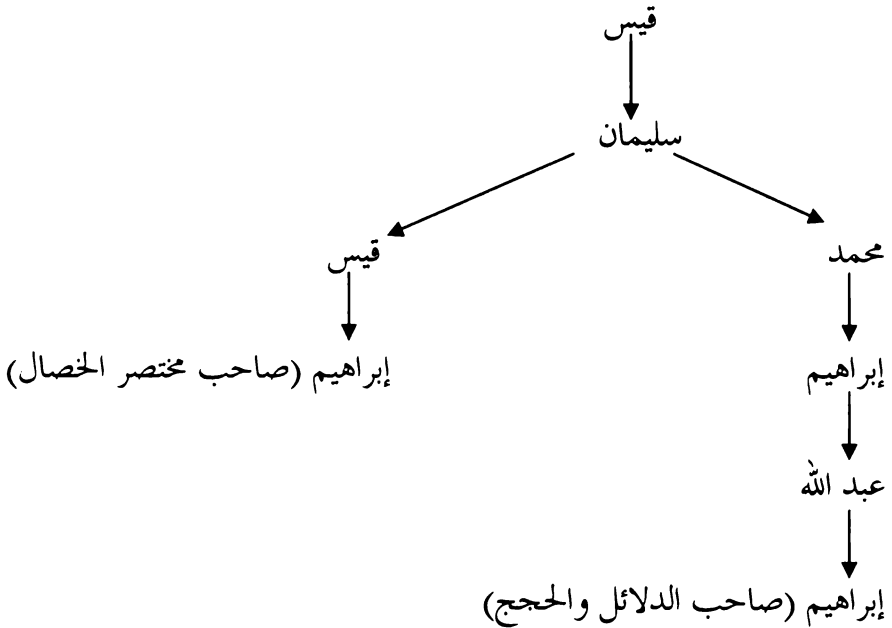 قيس
سليمان
محمد
قيس
إبراهيم
إبراهيم (صاحب مختصر الخصال)
عبد الله
إبراهيم (صاحب الدلائل والحجج)